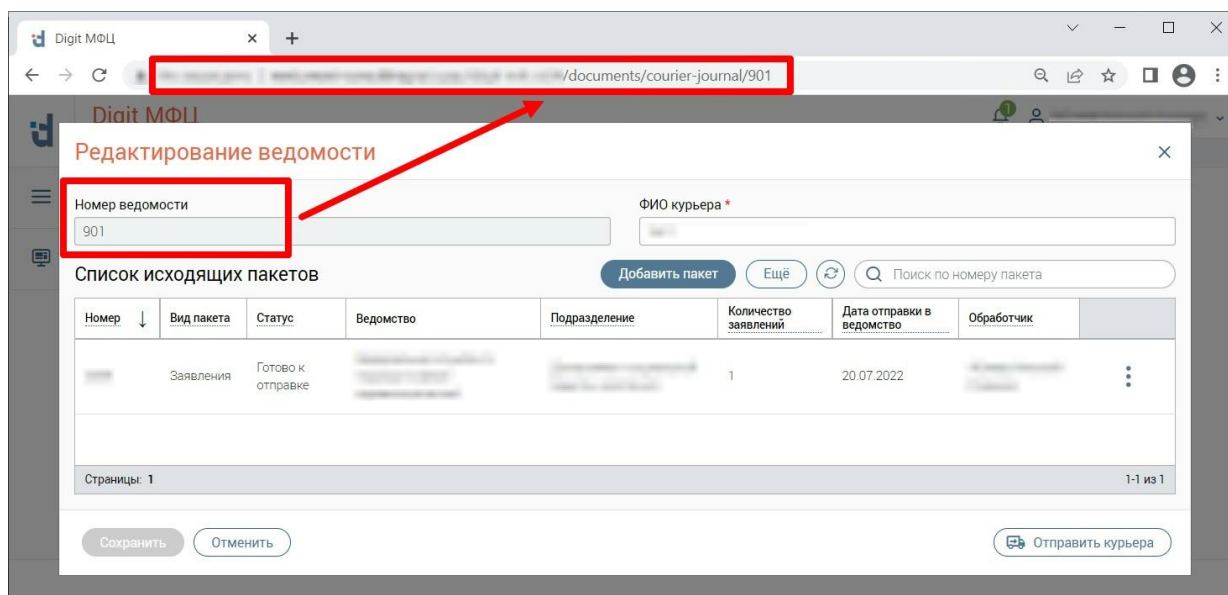 Digit МФЦ
/documents/courier-journal/901
Digit МФЦ
1
Редактирование ведомости
Номер ведомости
ФИО курьера *
901
Список исходящих пакетов
Добавить пакет
Ещё
Поиск по номеру пакета
Номер
Вид пакета
Статус
Ведомство
Подразделение
Количество
заявлений
Дата отправки в
ведомство
Обработчик
Заявления
Готово к
отправке
1
20.07.2022
Страницы: 1
1-1 из 1
Сохранить
Отменить
Отправить курьера